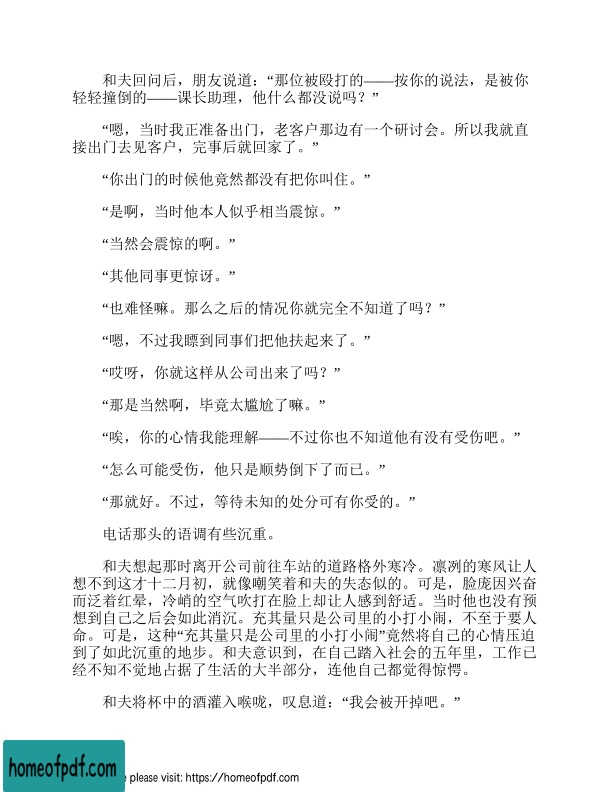 和夫回问后，朋友说道：“那位被殴打的——按你的说法，是被你
轻轻撞倒的——课长助理，他什么都没说吗？”
“嗯，当时我正准备出门，老客户那边有一个研讨会。所以我就直
接出门去见客户，完事后就回家了。”
“你出门的时候他竟然都没有把你叫住。”
“是啊，当时他本人似乎相当震惊。”
“当然会震惊的啊。”
“其他同事更惊讶。”
“也难怪嘛。那么之后的情况你就完全不知道了吗？”
“嗯，不过我瞟到同事们把他扶起来了。”
“哎呀，你就这样从公司出来了吗？”
“那是当然啊，毕竟太尴尬了嘛。”
“唉，你的心情我能理解——不过你也不知道他有没有受伤吧。”
“怎么可能受伤，他只是顺势倒下了而已。”
“那就好。不过，等待未知的处分可有你受的。”
电话那头的语调有些沉重。
和夫想起那时离开公司前往车站的道路格外寒冷。凛冽的寒风让人
想不到这才十二月初，就像嘲笑着和夫的失态似的。可是，脸庞因兴奋
而泛着红晕，冷峭的空气吹打在脸上却让人感到舒适。当时他也没有预
想到自己之后会如此消沉。充其量只是公司里的小打小闹，不至于要人
命。可是，这种“充其量只是公司里的小打小闹”竟然将自己的心情压迫
到了如此沉重的地步。和夫意识到，在自己踏入社会的五年里，工作已
经不知不觉地占据了生活的大半部分，连他自己都觉得惊愕。
和夫将杯中的酒灌入喉咙，叹息道：“我会被开掉吧。”
homeofpdf.com
e please visit: https://homeofpdf.com